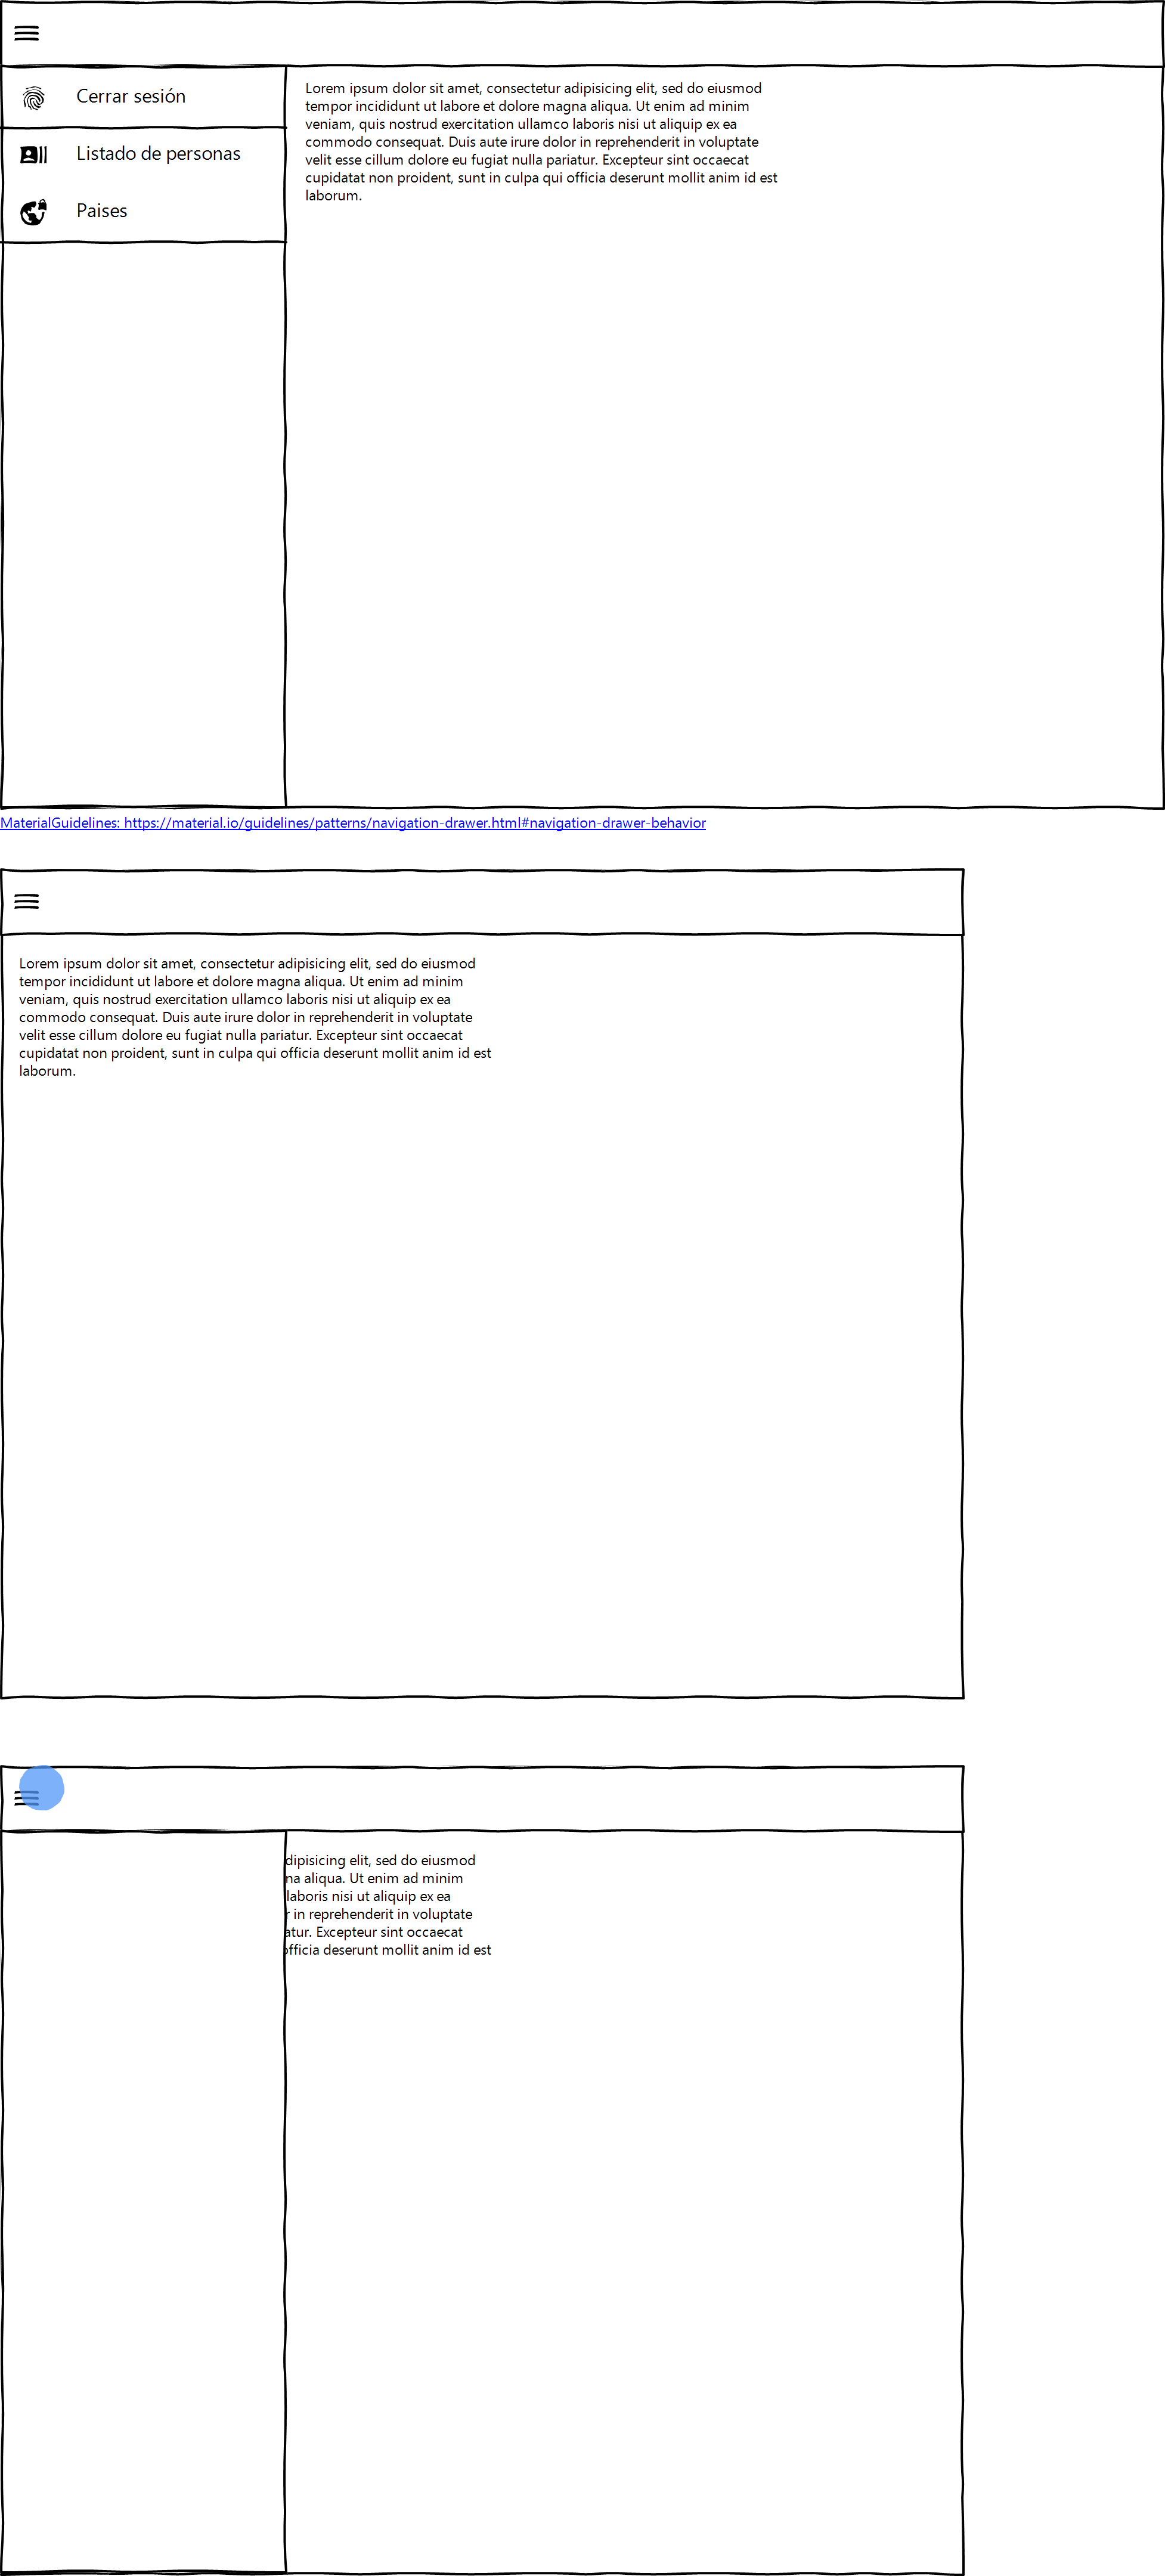 Cerrar sesión
Listado de personas
Paises
Lorem ipsum dolor sit amet, consectetur adipisicing elit, sed do eiusmod
tempor incididunt ut labore et dolore magna aliqua. Ut enim ad minim
veniam, quis nostrud exercitation ullamco laboris nisi ut aliquip ex ea
commodo consequat. Duis aute irure dolor in reprehenderit in voluptate
velit esse cillum dolore eu fugiat nulla pariatur. Excepteur sint occaecat
cupidatat non proident, sunt in culpa qui officia deserunt mollit anim id est
laborum.
MaterialGuidelines: https://material.io/guidelines/patterns/navigation-drawer.html#navigation-drawer-behavior
Lorem ipsum dolor sit amet, consectetur adipisicing elit, sed do eiusmod
tempor incididunt ut labore et dolore magna aliqua. Ut enim ad minim
veniam, quis nostrud exercitation ullamco laboris nisi ut aliquip ex ea
commodo consequat. Duis aute irure dolor in reprehenderit in voluptate
velit esse cillum dolore eu fugiat nulla pariatur. Excepteur sint occaecat
cupidatat non proident, sunt in culpa qui officia deserunt mollit anim id est
laborum.
dipisicing elit, sed do eiusmod
na aliqua. Ut enim ad minim
laboris nisi ut aliquip ex ea
r in reprehenderit in voluptate
atur. Excepteur sint occaecat
officia deserunt mollit anim id est